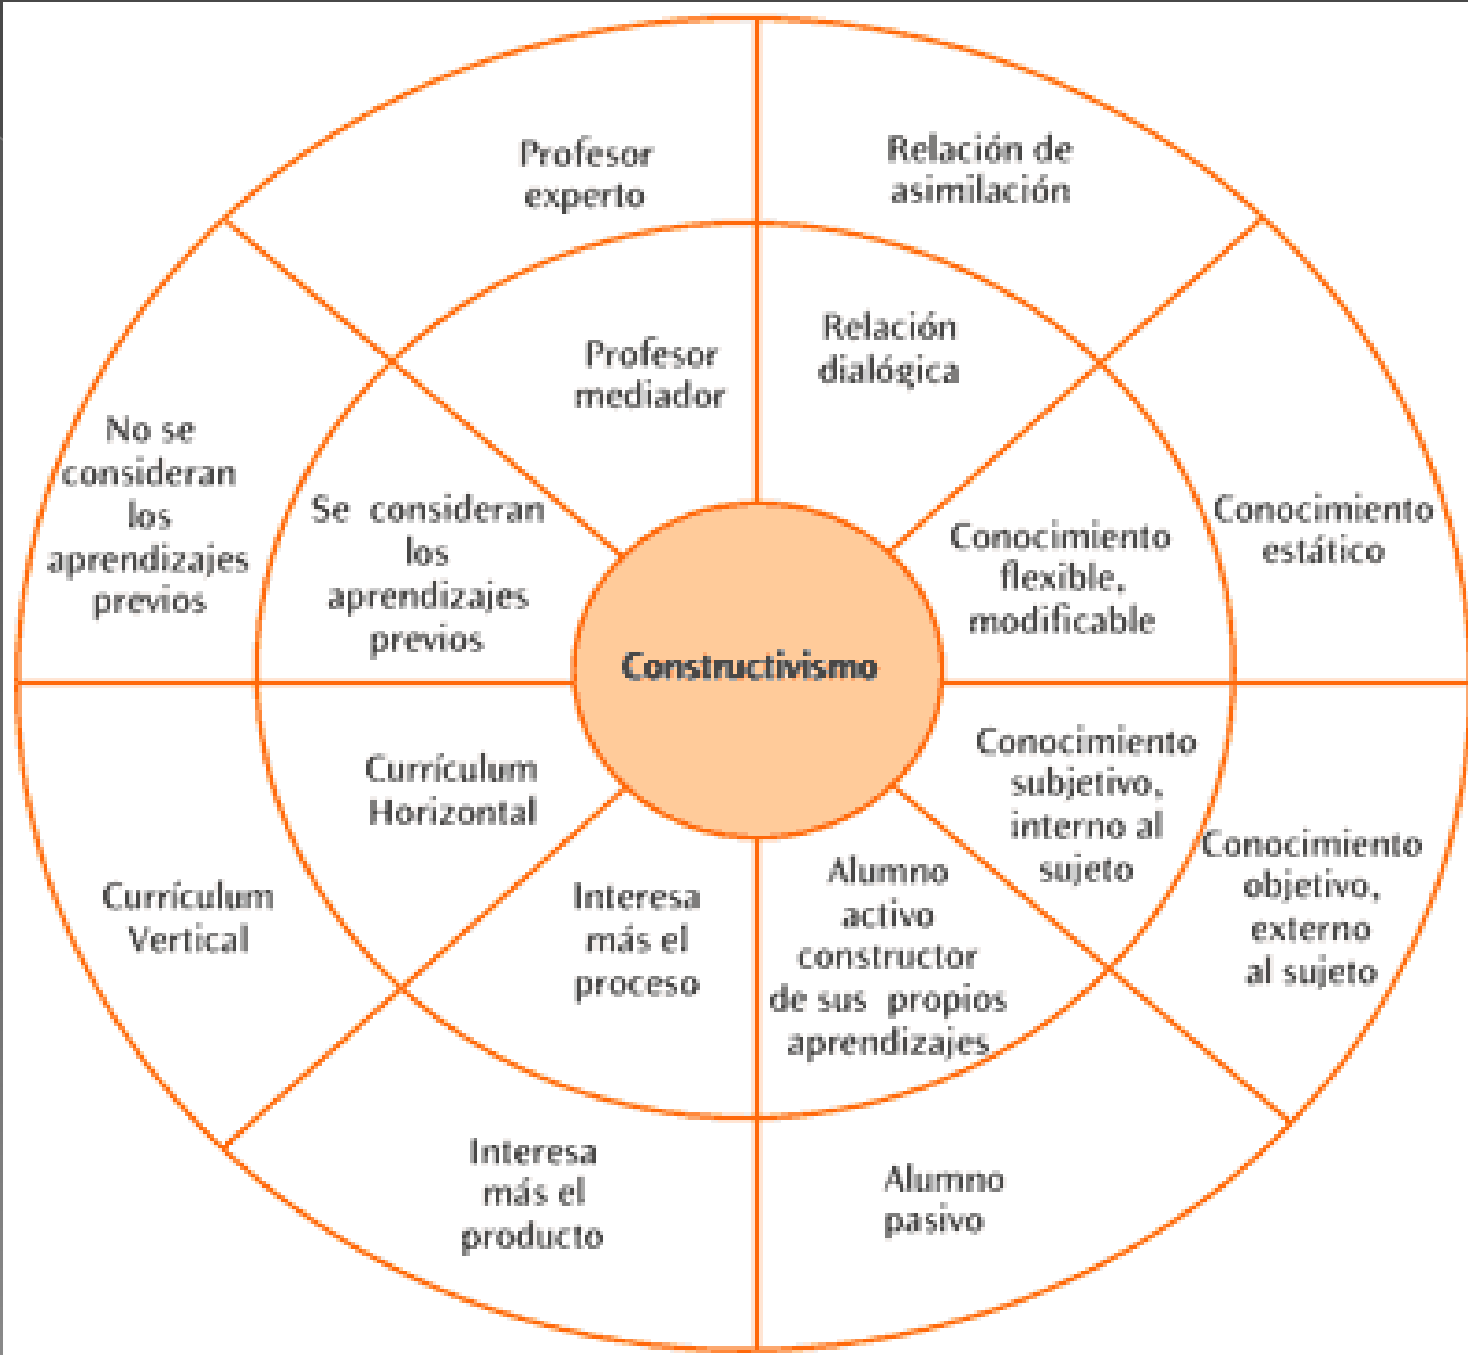 Profesor
experto
Relación de
asimilación
Profesor
mediador
Relación
dialógica
No se
consideran
los
aprendizajes
previos
Se consideran
los
aprendizajes
previos
Conocimiento
flexible,
modificable
Conocimiento
estático
Constructivismo
Currículum
Horizontal
Conocimiento
subjetivo,
interno al
sujeto
Currículum
Vertical
Interesa
más el
proceso
Alumno
activo
constructor
de sus propios
aprendizajes
Conocimiento
objetivo,
externo
al sujeto
Interesa
más el
producto
Alumno
pasivo